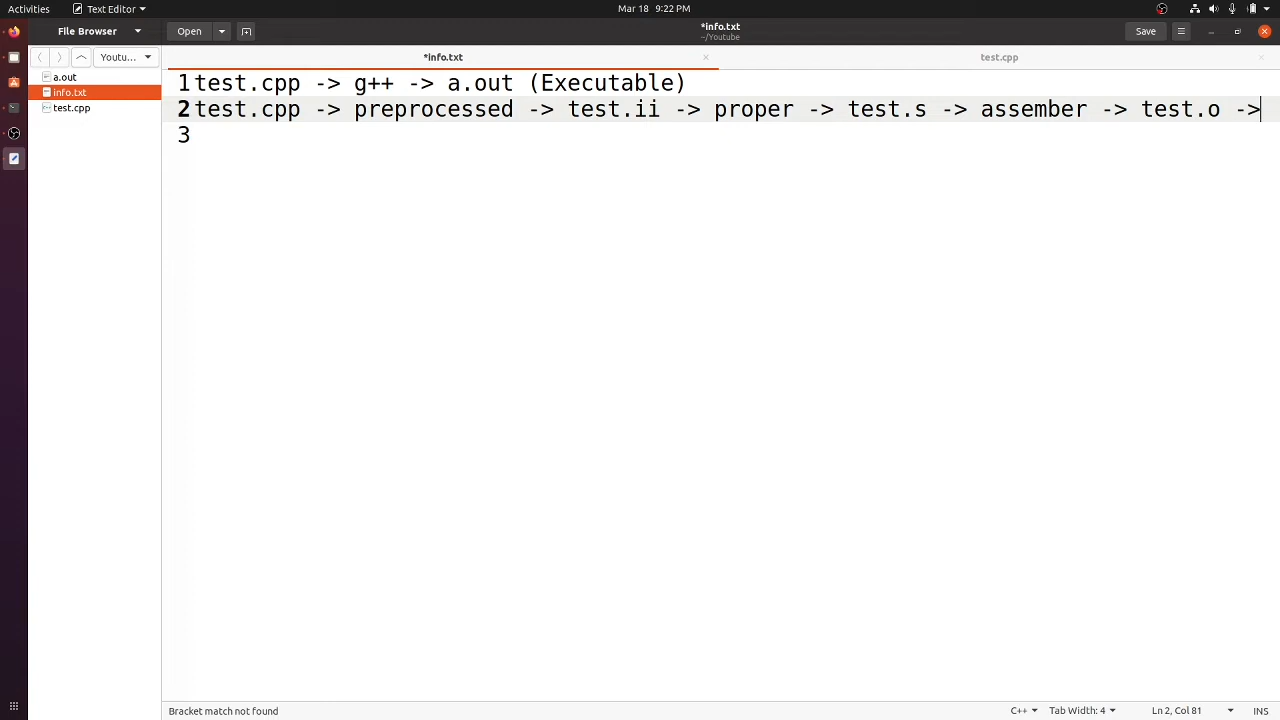 Activities
Text Editor
Mar 18 9:22 PM
File Browser
Open
*info.txt
~/Youtube
Save
Youtu...
*info.txt
test.cpp
a.out
info.txt
test.cpp
1 test.cpp -> g++ -> a.out (Executable)
2 test.cpp -> preprocessed -> test.ii -> proper -> test.s -> assember -> test.o ->
3
Bracket match not found
C++
Tab Width: 4
Ln 2, Col 81
INS